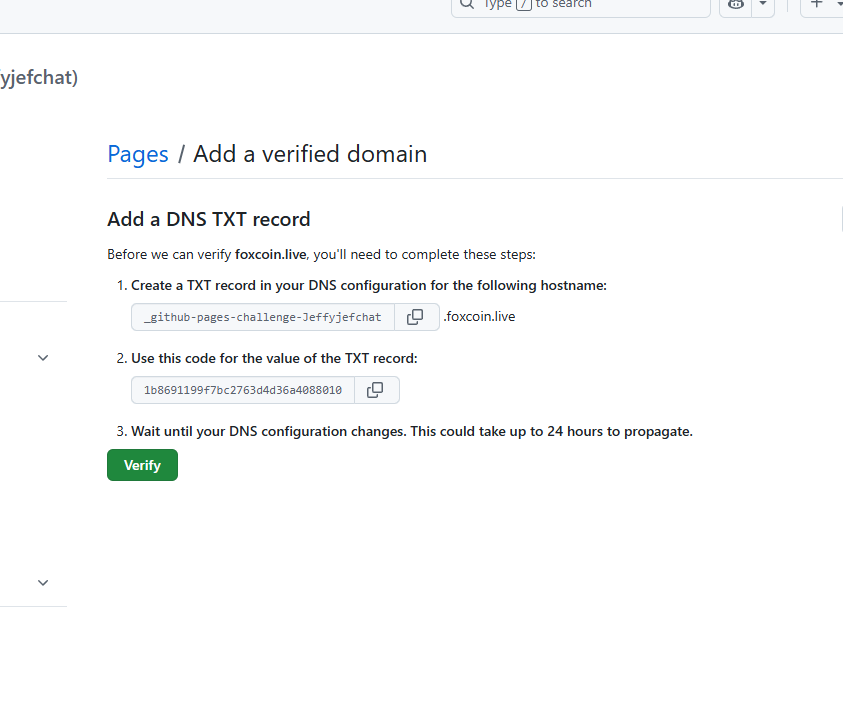 Type / to search
yjefchat)
Pages / Add a verified domain
Add a DNS TXT record
Before we can verify foxcoin.live, you'll need to complete these steps:
1. Create a TXT record in your DNS configuration for the following hostname:
_github-pages-challenge-Jeffyjefchat .foxcoin.live
2. Use this code for the value of the TXT record:
1b8691199f7bc2763d4d36a4088010
3. Wait until your DNS configuration changes. This could take up to 24 hours to propagate.
Verify